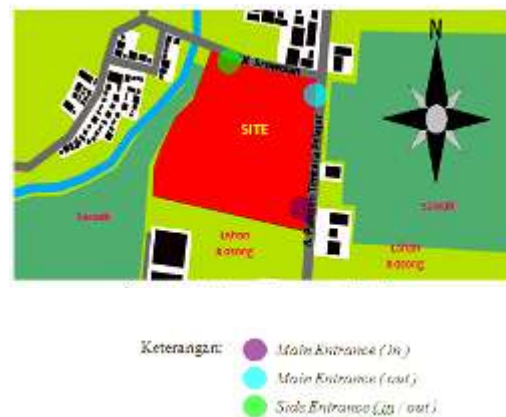 N
SITE
Sawah
Sawah
Lahan
Kosong
Lahan
Kosong
Keterangan:
Main Entrance ( in )
Main Entrance ( out )
Side Entrance ( in / out )